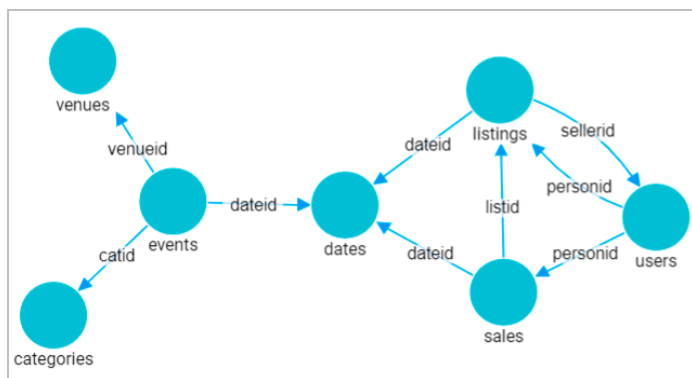 venues
venueid
events
catid
categories
dateid
dates
dateid
listings
sellerid
personid
listid
dateid
personid
users
sales